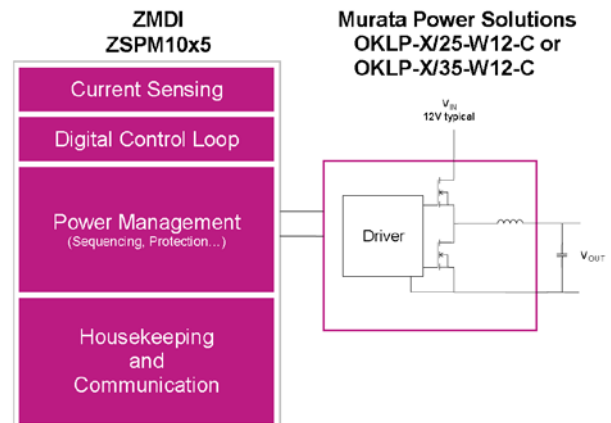 ZMDI
ZSPM10x5
Murata Power Solutions
OKLP-X/25-W12-C or
OKLP-X/35-W12-C
Current Sensing
Digital Control Loop
Power Management
(Sequencing, Protection...)
Housekeeping
and
Communication
VIN
12V typical
Driver
VOUT